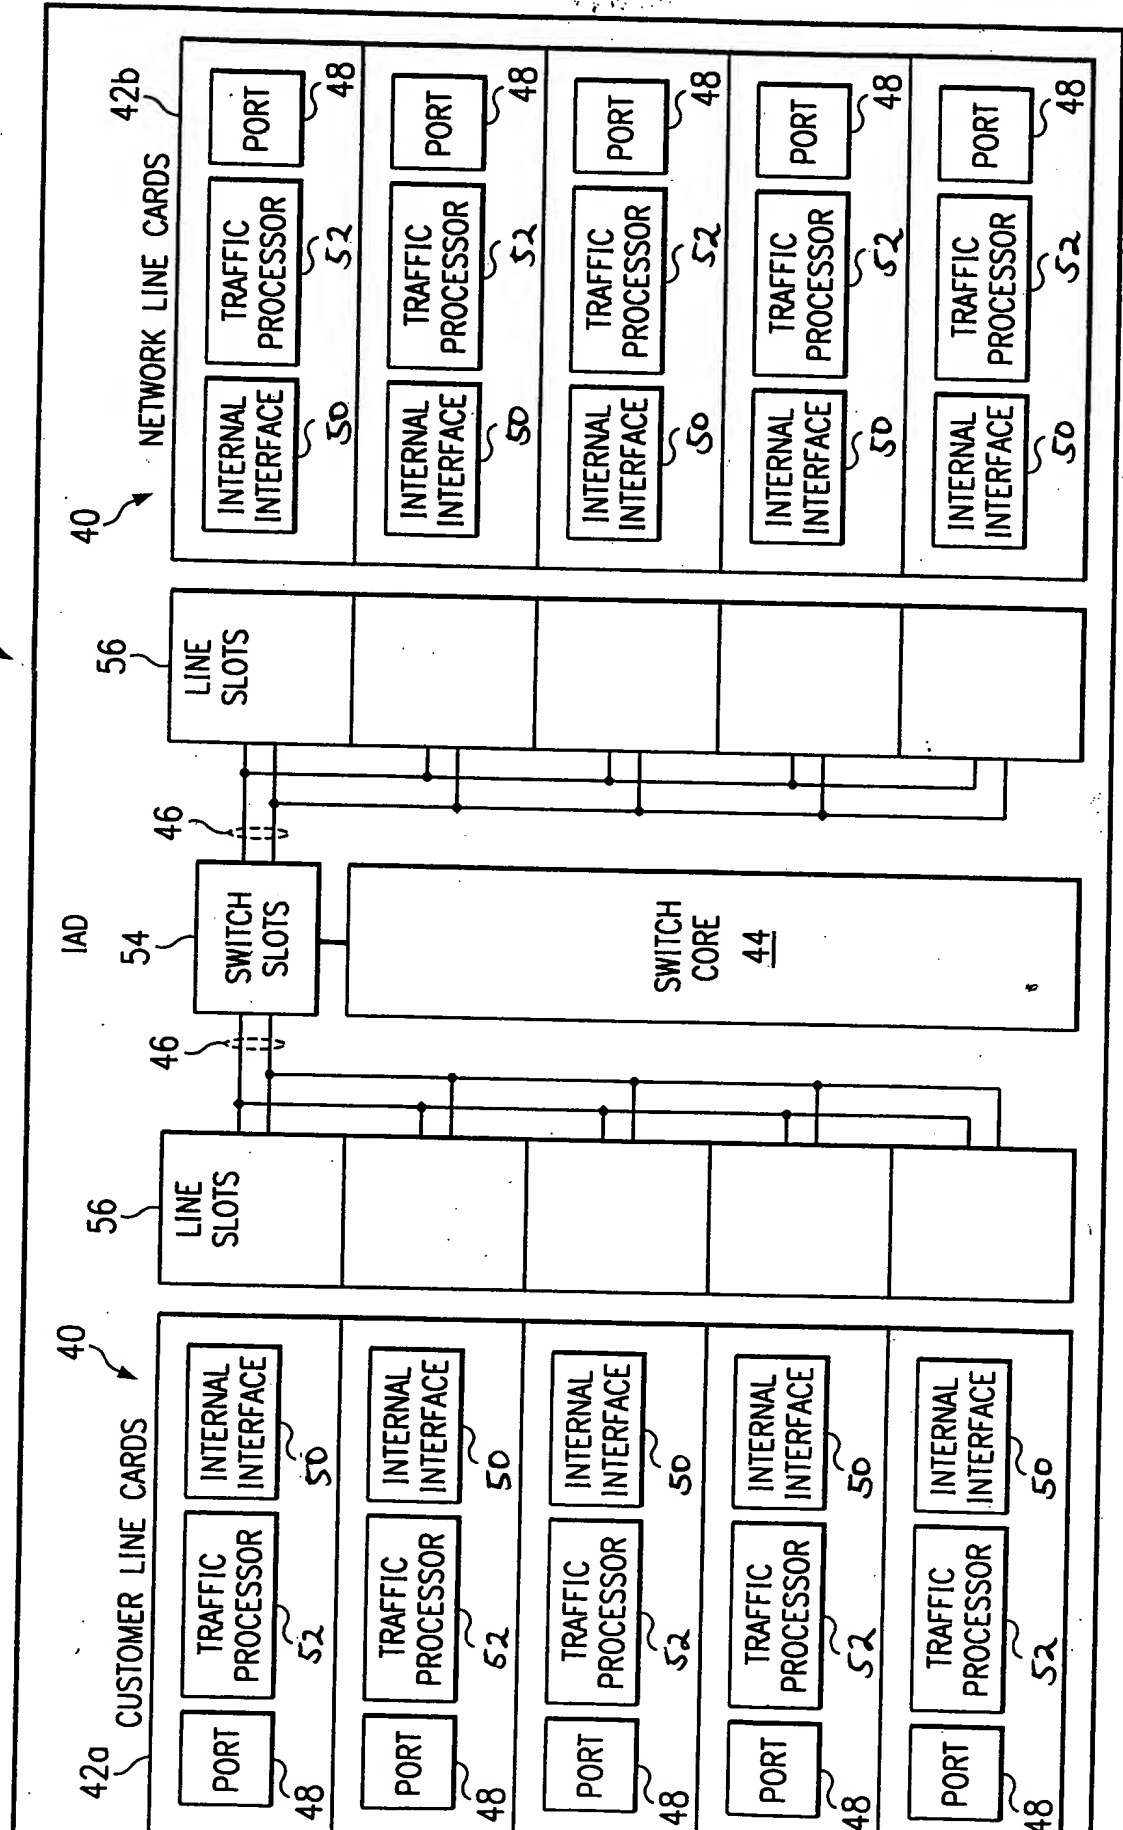 IAD
42a
CUSTOMER LINE CARDS
40
56
46
54
46
56
40
NETWORK LINE CARDS
42b
PORT
48
TRAFFIC
PROCESSOR
52
INTERNAL
INTERFACE
50
LINE
SLOTS
SWITCH
SLOTS
LINE
SLOTS
INTERNAL
INTERFACE
50
TRAFFIC
PROCESSOR
52
PORT
48
PORT
48
TRAFFIC
PROCESSOR
52
INTERNAL
INTERFACE
50
INTERNAL
INTERFACE
50
TRAFFIC
PROCESSOR
52
PORT
48
PORT
48
TRAFFIC
PROCESSOR
52
INTERNAL
INTERFACE
50
SWITCH
CORE
44
INTERNAL
INTERFACE
50
TRAFFIC
PROCESSOR
52
PORT
48
PORT
48
TRAFFIC
PROCESSOR
52
INTERNAL
INTERFACE
50
INTERNAL
INTERFACE
50
TRAFFIC
PROCESSOR
52
PORT
48
PORT
48
TRAFFIC
PROCESSOR
52
INTERNAL
INTERFACE
50
INTERNAL
INTERFACE
50
TRAFFIC
PROCESSOR
52
PORT
48